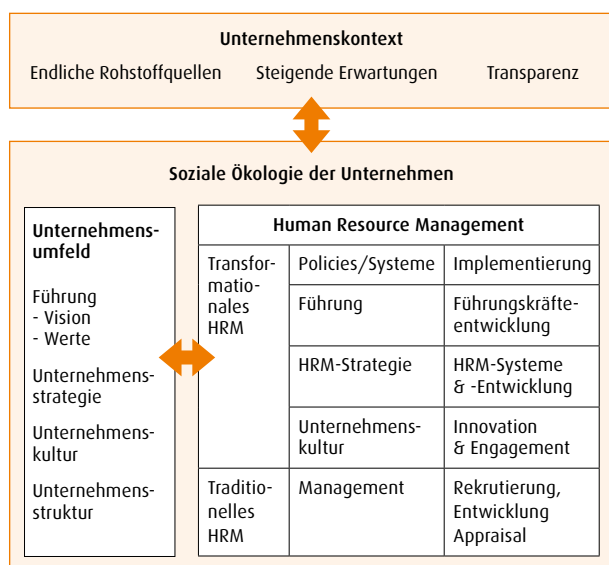 Unternehmenskontext
Endliche Rohstoffquellen Steigende Erwartungen Transparenz
Soziale Ökologie der Unternehmen
Unternehmens-
umfeld
Führung
- Vision
- Werte
Unternehmens-
strategie
Unternehmens-
kultur
Unternehmens-
struktur
Human Resource Management
Transfor-
matio-
nales
HRM
Policies/Systeme
Implementierung
Führung
Führungskräfte-
entwicklung
HRM-Strategie
HRM-Systeme
& -Entwicklung
Unternehmens-
kultur
Innovation
& Engagement
Traditio-
nelles
HRM
Management
Rekrutierung,
Entwicklung
Appraisal